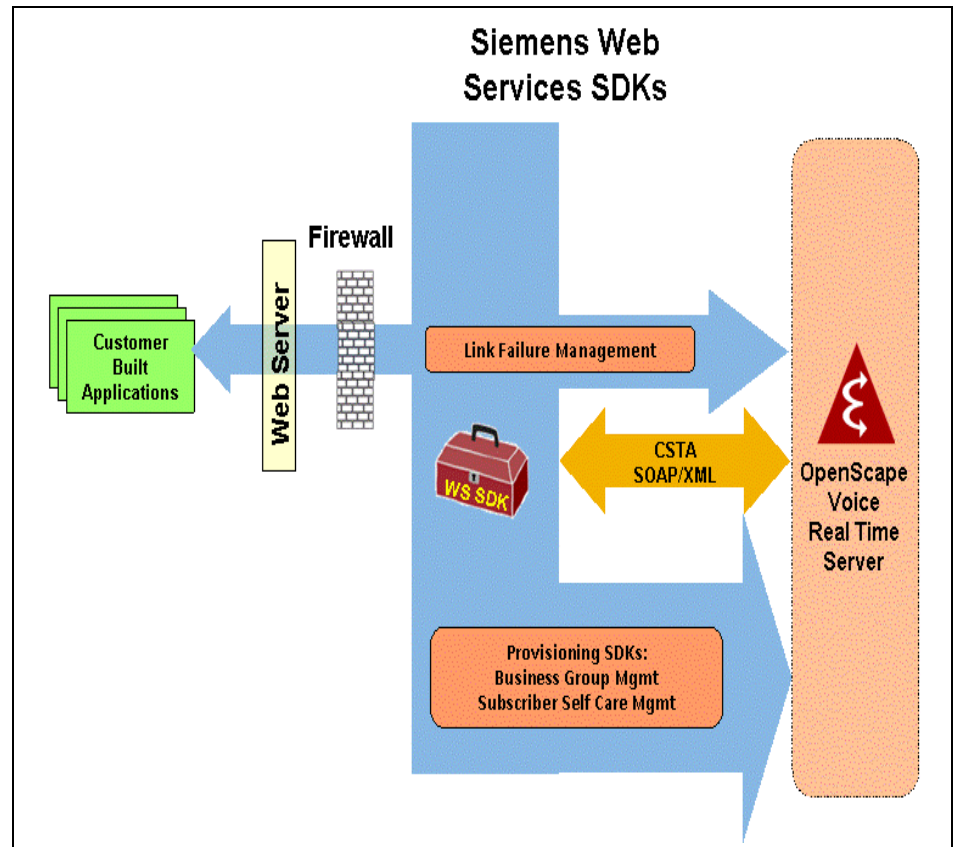 Siemens Web
Services SDKs
Firewall
Web Server
Customer
Built
Applications
Link Failure Management
WS SDK
CSTA
SOAP/XML
OpenScape
Voice
Real Time
Server
Provisioning SDKs:
Business Group Mgmt
Subscriber Self Care Mgmt